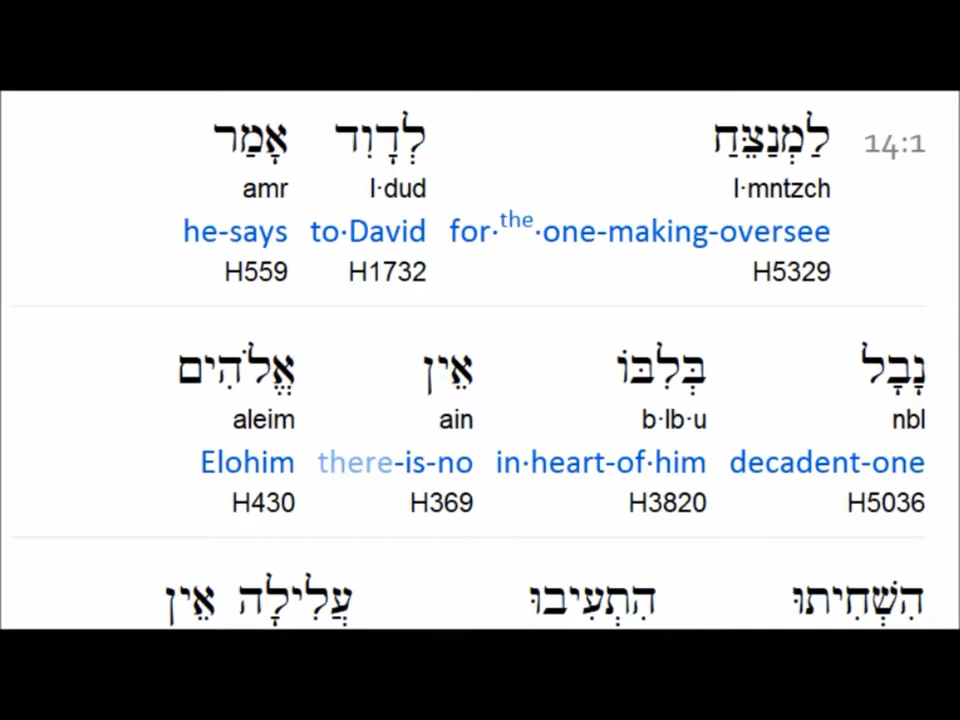 14:1 לַמְנַצֵּחַ לְדָוִד אָמַר
l·mntzch l·dud amr
for·the·one-making-oversee to·David he-says
H5329 H1732 H559
נָבָל בְּלִבּוֹ אֵין אֱלֹהִים
nbl b·lb·u ain aleim
decadent-one in·heart-of·him there-is-no Elohim
H5036 H3820 H369 H430
הִשְׁחִיתוּ הִתְעִיבוּ עֲלִילָה אֵין